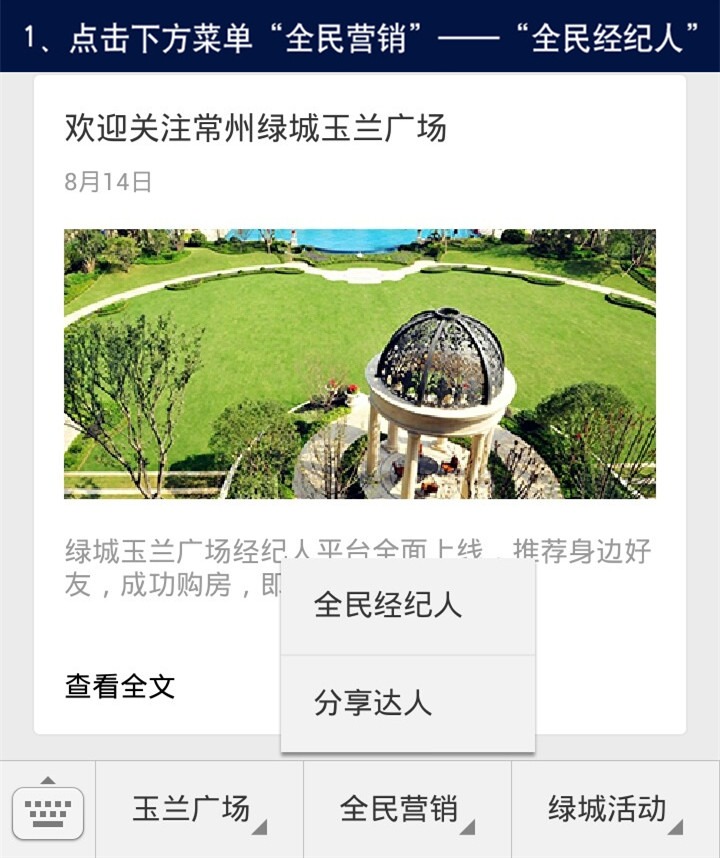 1、点击下方菜单“全民营销”——“全民经纪人”
欢迎关注常州绿城玉兰广场
8月14日
绿城玉兰广场经纪人平台全面上线，推荐身边好
友，成功购房，即
全民经纪人
分享达人
查看全文
玉兰广场
全民营销
绿城活动